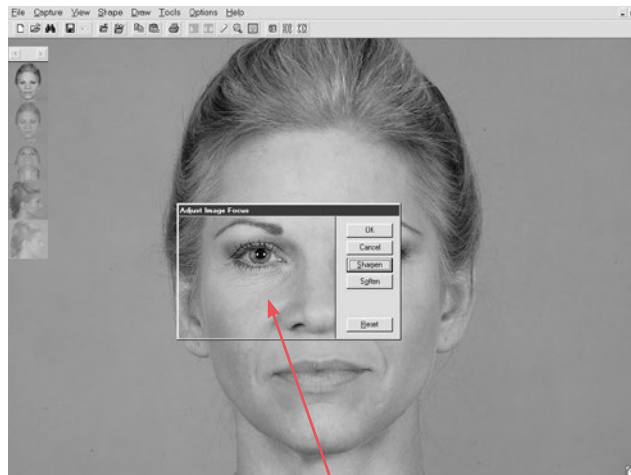 File Capture View Shape Draw Tools Options Help
Adjust Image Focus
OK
Cancel
Sharpen
Soften
Reset